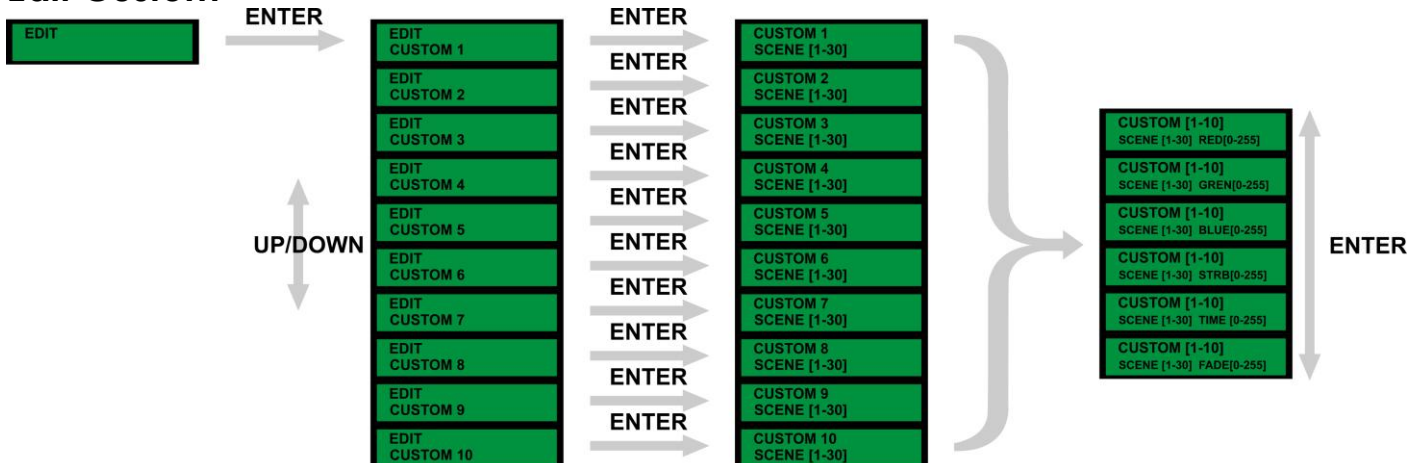 EDIT
ENTER
UP/DOWN
EDIT
CUSTOM 1
EDIT
CUSTOM 2
EDIT
CUSTOM 3
EDIT
CUSTOM 4
EDIT
CUSTOM 5
EDIT
CUSTOM 6
EDIT
CUSTOM 7
EDIT
CUSTOM 8
EDIT
CUSTOM 9
EDIT
CUSTOM 10
ENTER
ENTER
ENTER
ENTER
ENTER
ENTER
ENTER
ENTER
ENTER
ENTER
CUSTOM 1
SCENE [1-30]
CUSTOM 2
SCENE [1-30]
CUSTOM 3
SCENE [1-30]
CUSTOM 4
SCENE [1-30]
CUSTOM 5
SCENE [1-30]
CUSTOM 6
SCENE [1-30]
CUSTOM 7
SCENE [1-30]
CUSTOM 8
SCENE [1-30]
CUSTOM 9
SCENE [1-30]
CUSTOM 10
SCENE [1-30]
CUSTOM [1-10]
SCENE [1-30] RED[0-255]
CUSTOM [1-10]
SCENE [1-30] GREN[0-255]
CUSTOM [1-10]
SCENE [1-30] BLUE[0-255]
CUSTOM [1-10]
SCENE [1-30] STRB[0-255]
CUSTOM [1-10]
SCENE [1-30] TIME [0-255]
CUSTOM [1-10]
SCENE [1-30] FADE[0-255]
ENTER